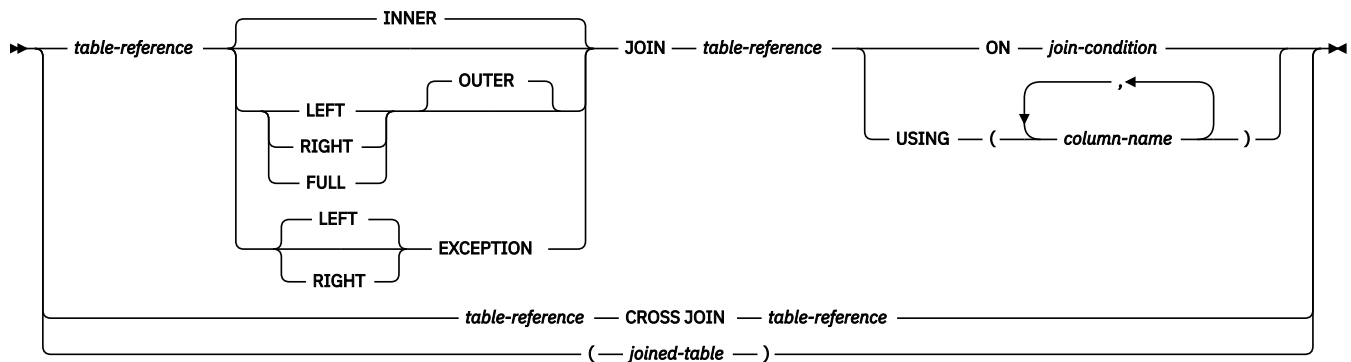 INNER
table-reference JOIN table-reference ON join-condition
OUTER ,
LEFT
USING ( column-name )
RIGHT
FULL
LEFT
EXCEPTION
RIGHT
table-reference CROSS JOIN table-reference
( joined-table )